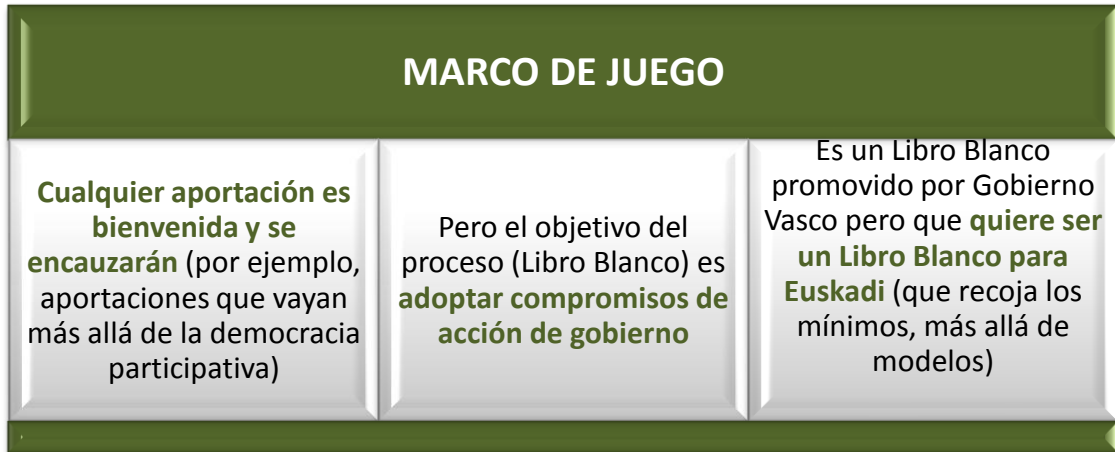 MARCO DE JUEGO
Cualquier aportación es
bienvenida y se
encauzarán (por ejemplo,
aportaciones que vayan
más allá de la democracia
participativa)
Pero el objetivo del
proceso (Libro Blanco) es
adoptar compromisos de
acción de gobierno
Es un Libro Blanco
promovido por Gobierno
Vasco pero que quiere ser
un Libro Blanco para
Euskadi (que recoja los
mínimos, más allá de
modelos)